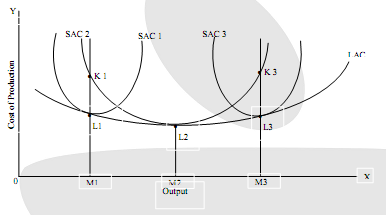 Y
SAC 2
SAC 1
SAC 3
LAC
K 1
K 3
Cost of Production
L1
L2
L3
0
M1
M2
M3
X
Output